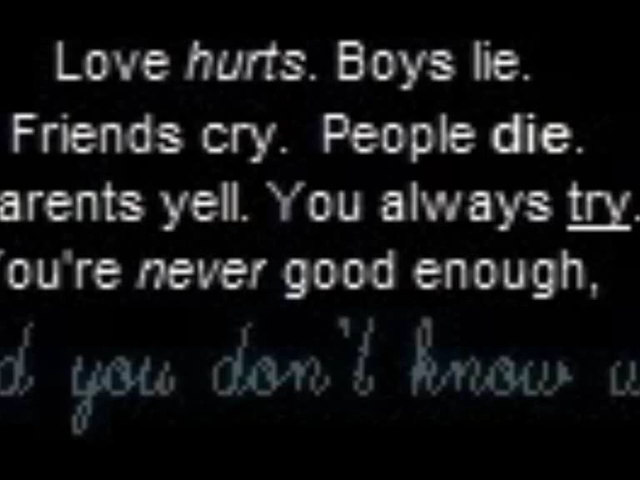 Love hurts. Boys lie.
Friends cry. People die.
arents yell. You always try.
ou're never good enough,
d you don't know w